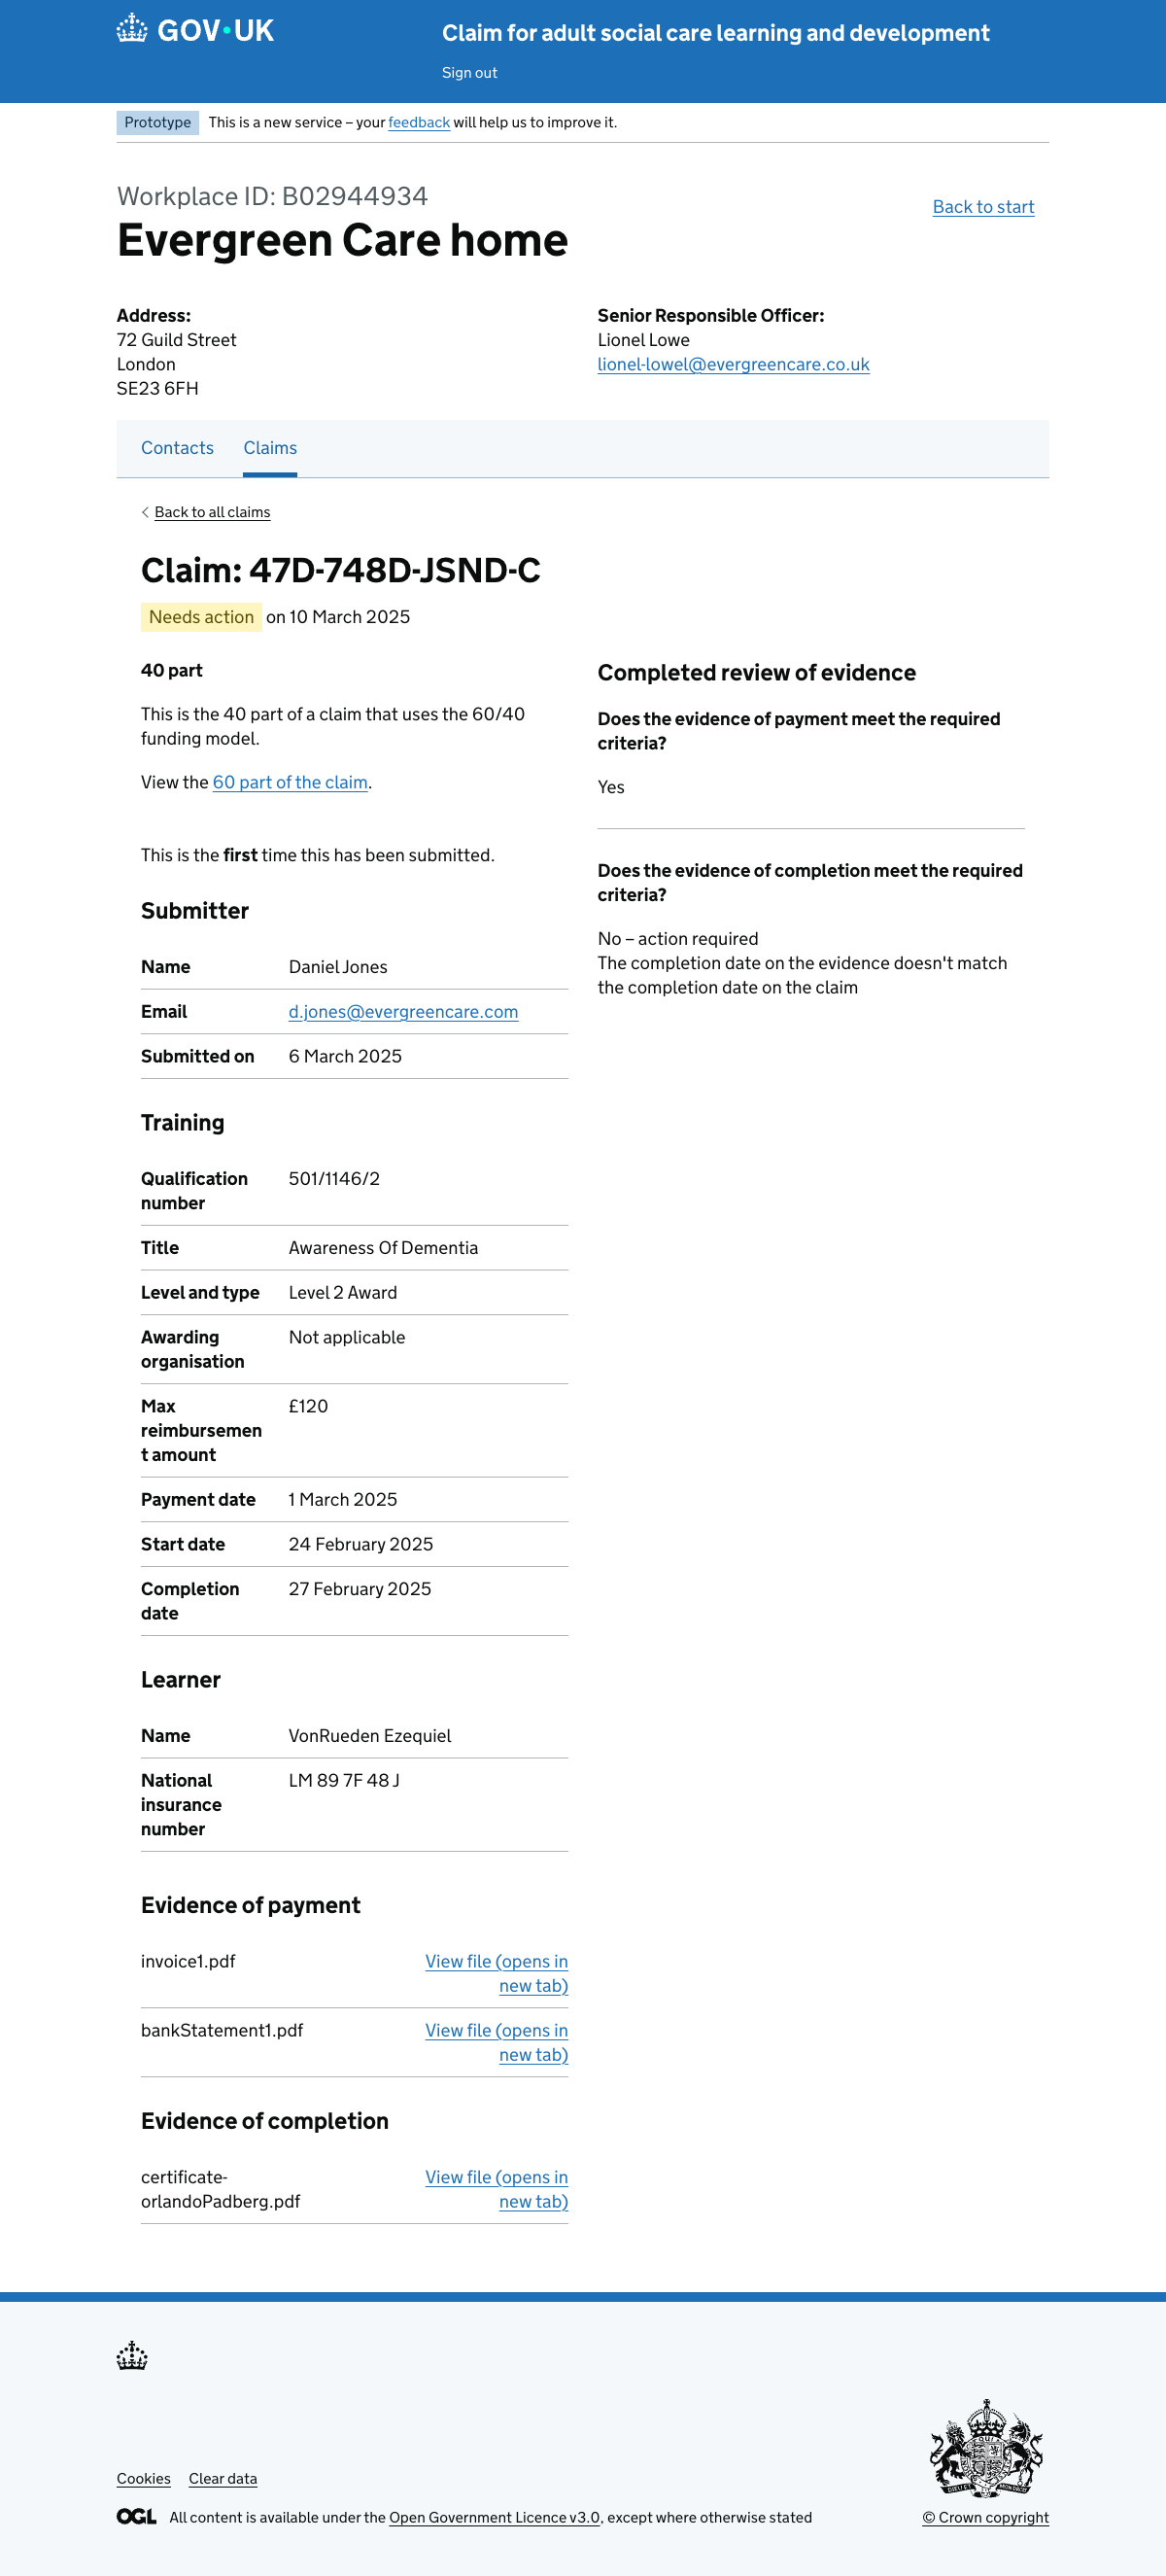 GOV·UK
Claim for adult social care learning and development
Sign out
Prototype
This is a new service – your feedback will help us to improve it.
Workplace ID: B02944934
Evergreen Care home
Back to start
Address:
72 Guild Street
London
SE23 6FH
Senior Responsible Officer:
Lionel Lowe
lionel-lowel@evergreencare.co.uk
Contacts
Claims
Back to all claims
Claim: 47D-748D-JSND-C
Needs action on 10 March 2025
40 part
This is the 40 part of a claim that uses the 60/40
funding model.
View the 60 part of the claim.
This is the first time this has been submitted.
Submitter
Name Daniel Jones
Email d.jones@evergreencare.com
Submitted on 6 March 2025
Training
Qualification 501/1146/2
number
Title Awareness Of Dementia
Level and type Level 2 Award
Awarding Not applicable
organisation
Max £120
reimbursemen
t amount
Payment date 1 March 2025
Start date 24 February 2025
Completion 27 February 2025
date
Learner
Name VonRueden Ezequiel
National LM 89 7F 48 J
insurance
number
Evidence of payment
invoice1.pdf View file (opens in
new tab)
bankStatement1.pdf View file (opens in
new tab)
Evidence of completion
certificate- View file (opens in
orlandoPadberg.pdf new tab)
Completed review of evidence
Does the evidence of payment meet the required
criteria?
Yes
Does the evidence of completion meet the required
criteria?
No – action required
The completion date on the evidence doesn't match
the completion date on the claim
Cookies
Clear data
OGL
All content is available under the Open Government Licence v3.0, except where otherwise stated
© Crown copyright